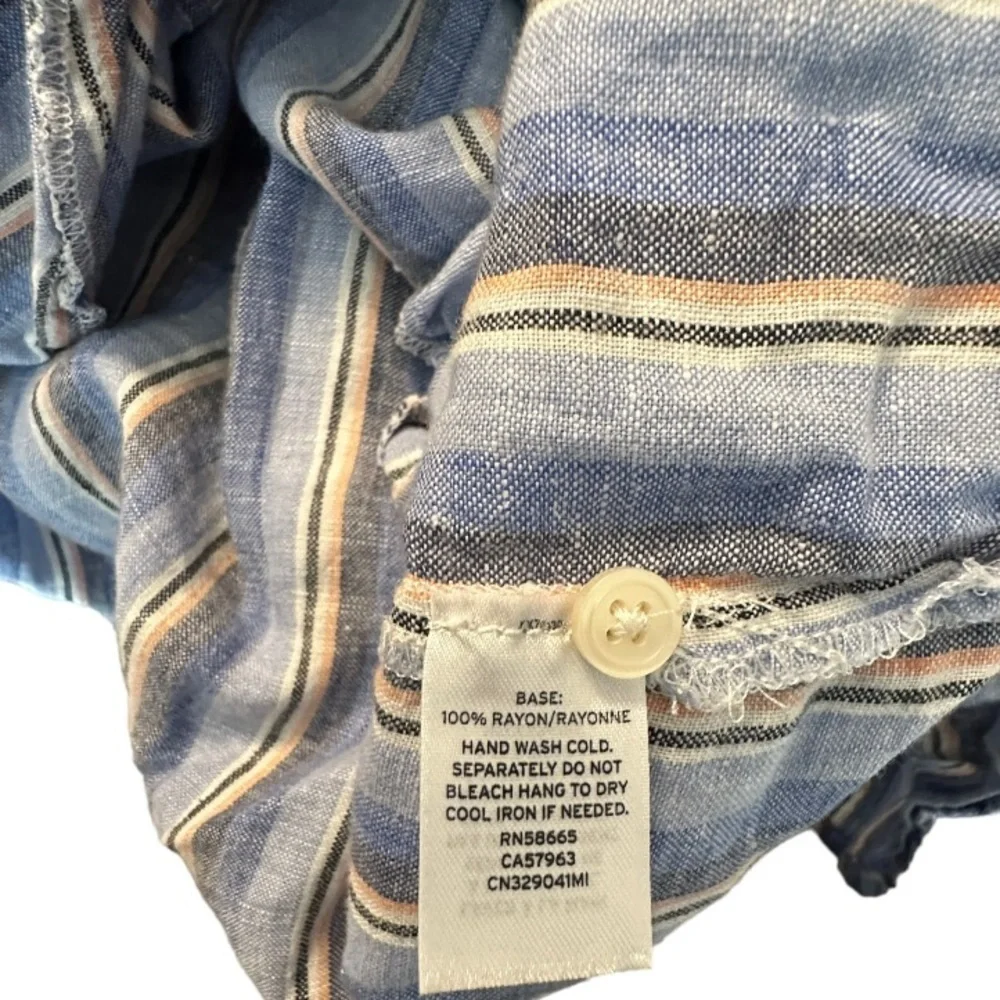 BASE:
100% RAYON/RAYONNE
HAND WASH COLD.
SEPARATELY DO NOT
BLEACH HANG TO DRY
COOL IRON IF NEEDED.
RN58665
CA57963
CN329041MI